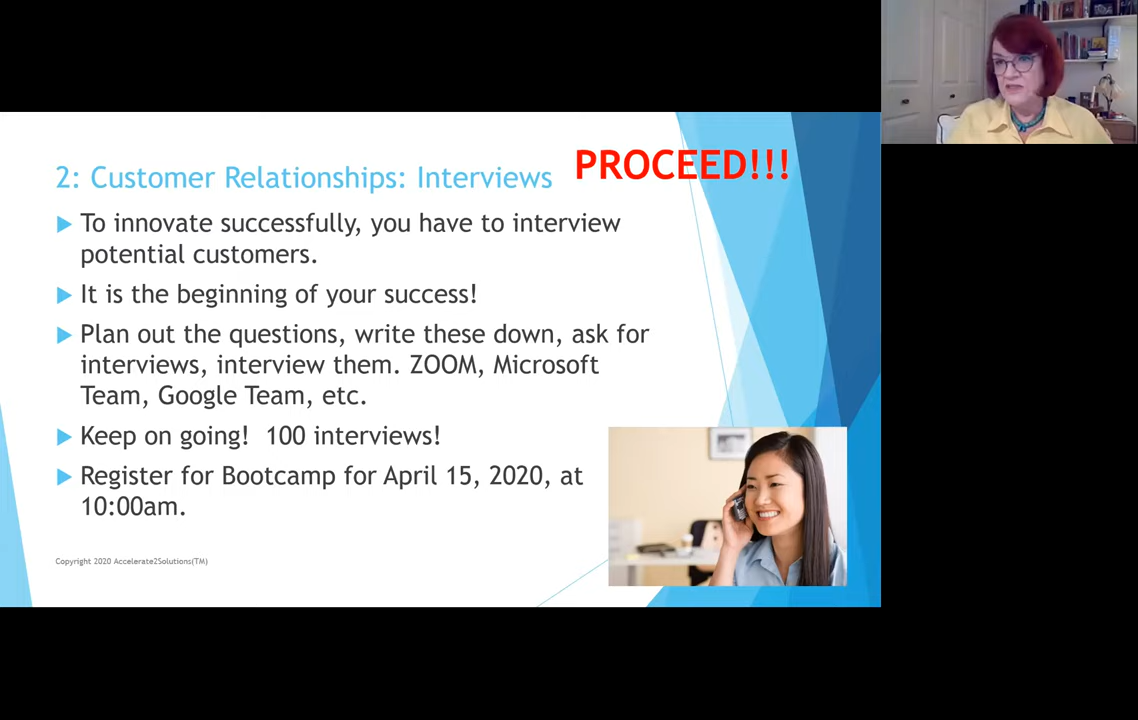 2: Customer Relationships: Interviews
PROCEED!!!
To innovate successfully, you have to interview
potential customers.
It is the beginning of your success!
Plan out the questions, write these down, ask for
interviews, interview them. ZOOM, Microsoft
Team, Google Team, etc.
Keep on going! 100 interviews!
Register for Bootcamp for April 15, 2020, at
10:00am.
Copyright 2020 Accelerate2Solutions(TM)